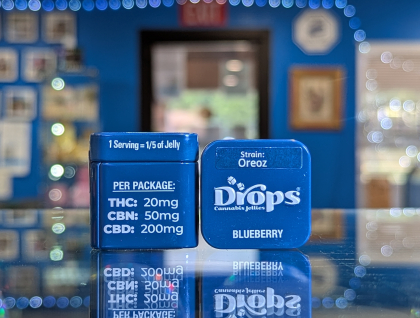 EXIT
1 Serving = 1/5 of Jelly
PER PACKAGE:
THC: 20mg
CBN: 50mg
CBD: 200mg
Strain:
Oreoz
Drops
Cannabis Jellies
BLUEBERRY